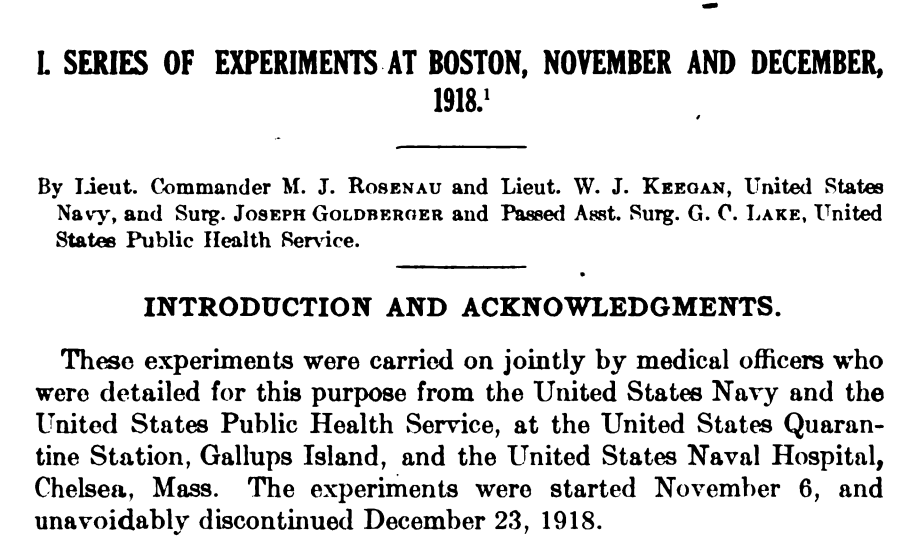 I. SERIES OF EXPERIMENTS AT BOSTON, NOVEMBER AND DECEMBER,
1918.¹
By Lieut. Commander M. J. ROSENAU and Lieut. W. J. KEEGAN, United States
Navy, and Surg. JOSEPH GOLDBERGER and Passed Asst. Surg. G. C. LAKE, United
States Public Health Service.
INTRODUCTION AND ACKNOWLEDGMENTS.
These experiments were carried on jointly by medical officers who
were detailed for this purpose from the United States Navy and the
United States Public Health Service, at the United States Quaran-
tine Station, Gallups Island, and the United States Naval Hospital,
Chelsea, Mass. The experiments were started November 6, and
unavoidably discontinued December 23, 1918.